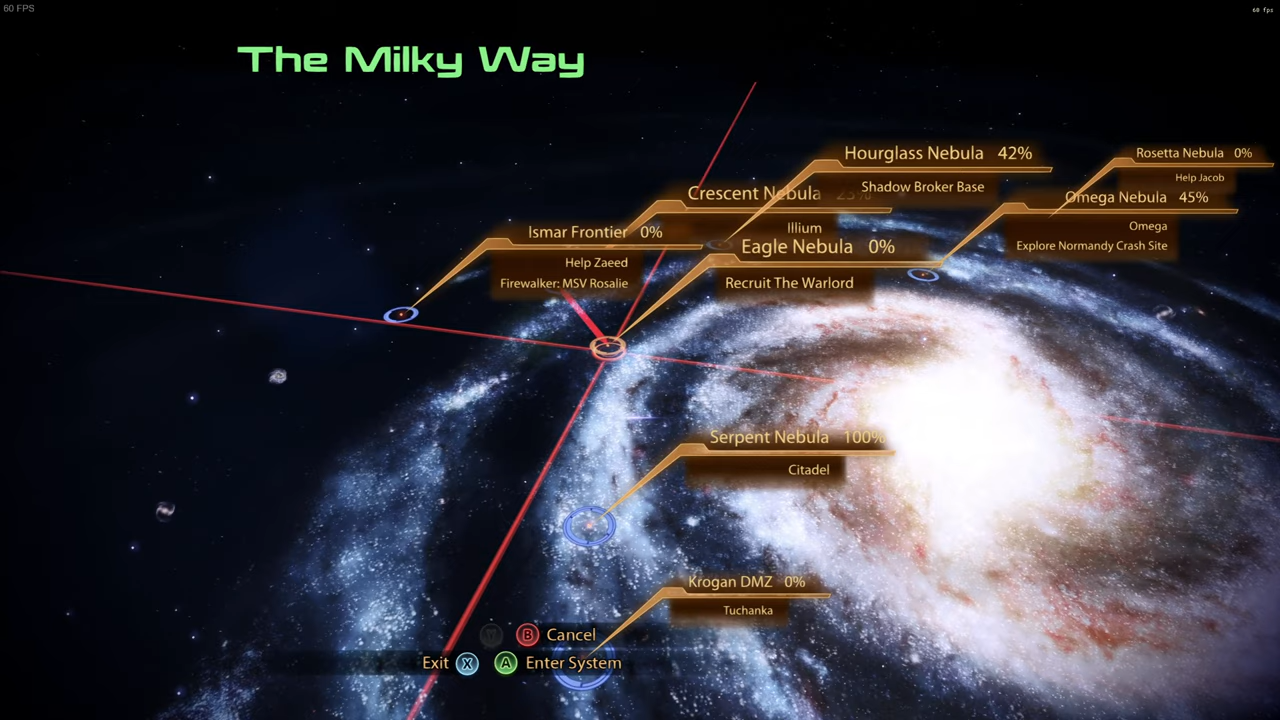 60 FPS
60 fps
The Milky Way
Hourglass Nebula 42%
Shadow Broker Base
Rosetta Nebula 0%
Help Jacob
Crescent Nebula 23%
Illium
Omega Nebula 45%
Omega
Explore Normandy Crash Site
Ismar Frontier 0%
Help Zaeed
Firewalker: MSV Rosalie
Eagle Nebula 0%
Recruit The Warlord
Serpent Nebula 100%
Citadel
Krogan DMZ 0%
Tuchanka
Y B Cancel
Exit X A Enter System